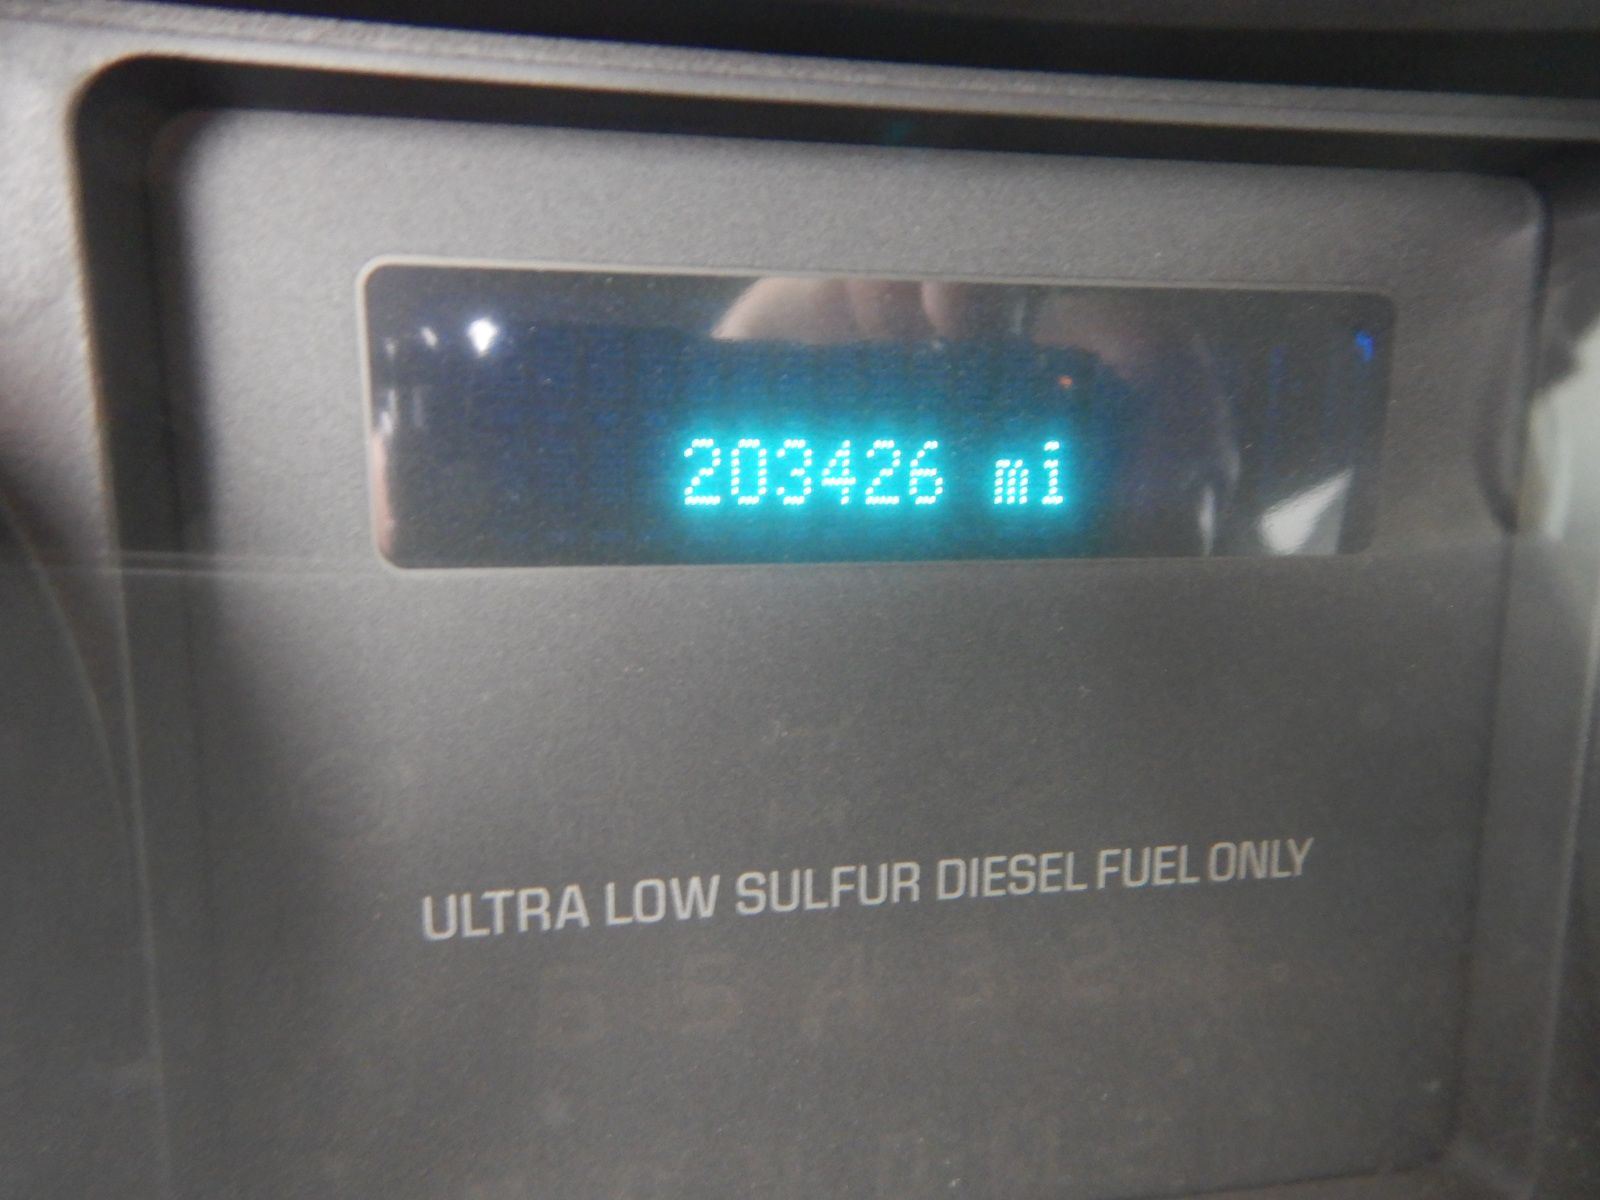 203426 mi
ULTRA LOW SULFUR DIESEL FUEL ONLY